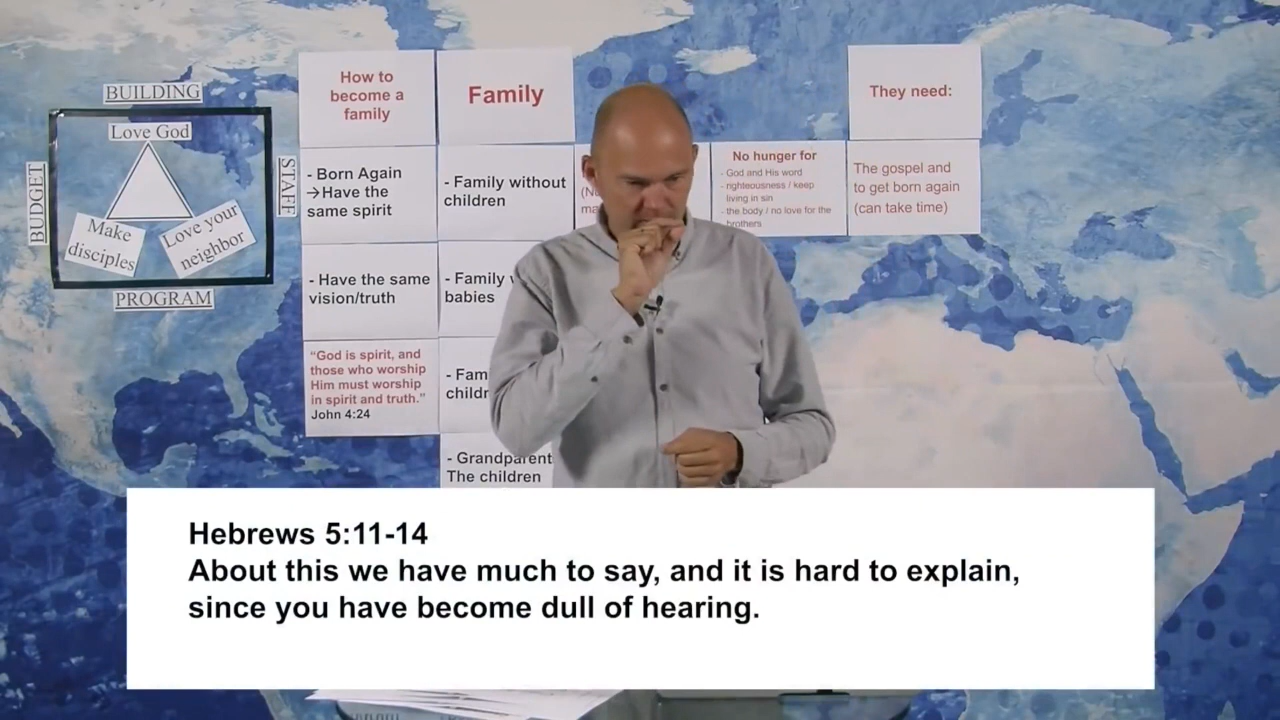 BUILDING
Love God
BUDGET
STAFF
Make
disciples
Love your
neighbor
PROGRAM
How to
become a
family
Family
They need:
- Born Again
→Have the
same spirit
- Family without
children
No hunger for
- God and His word
- righteousness / keep
living in sin
- the body / no love for the
brothers
The gospel and
to get born again
(can take time)
- Have the same
vision/truth
- Family
babies
"God is spirit, and
those who worship
Him must worship
in spirit and truth."
John 4:24
- Grandparent
The children
Hebrews 5:11-14
About this we have much to say, and it is hard to explain,
since you have become dull of hearing.